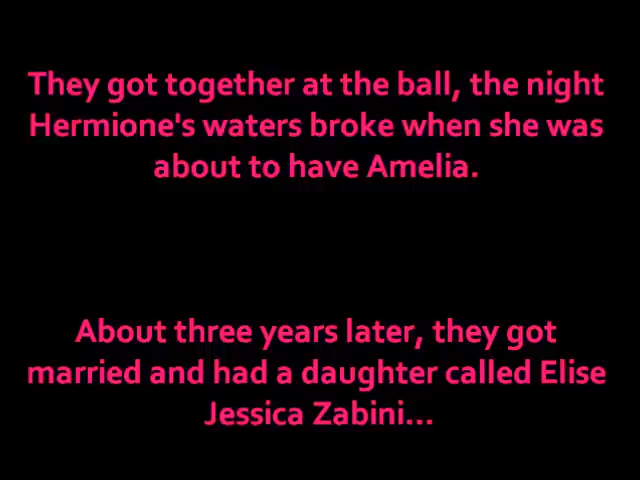 They got together at the ball, the night
Hermione's waters broke when she was
about to have Amelia.
About three years later, they got
married and had a daughter called Elise
Jessica Zabini...